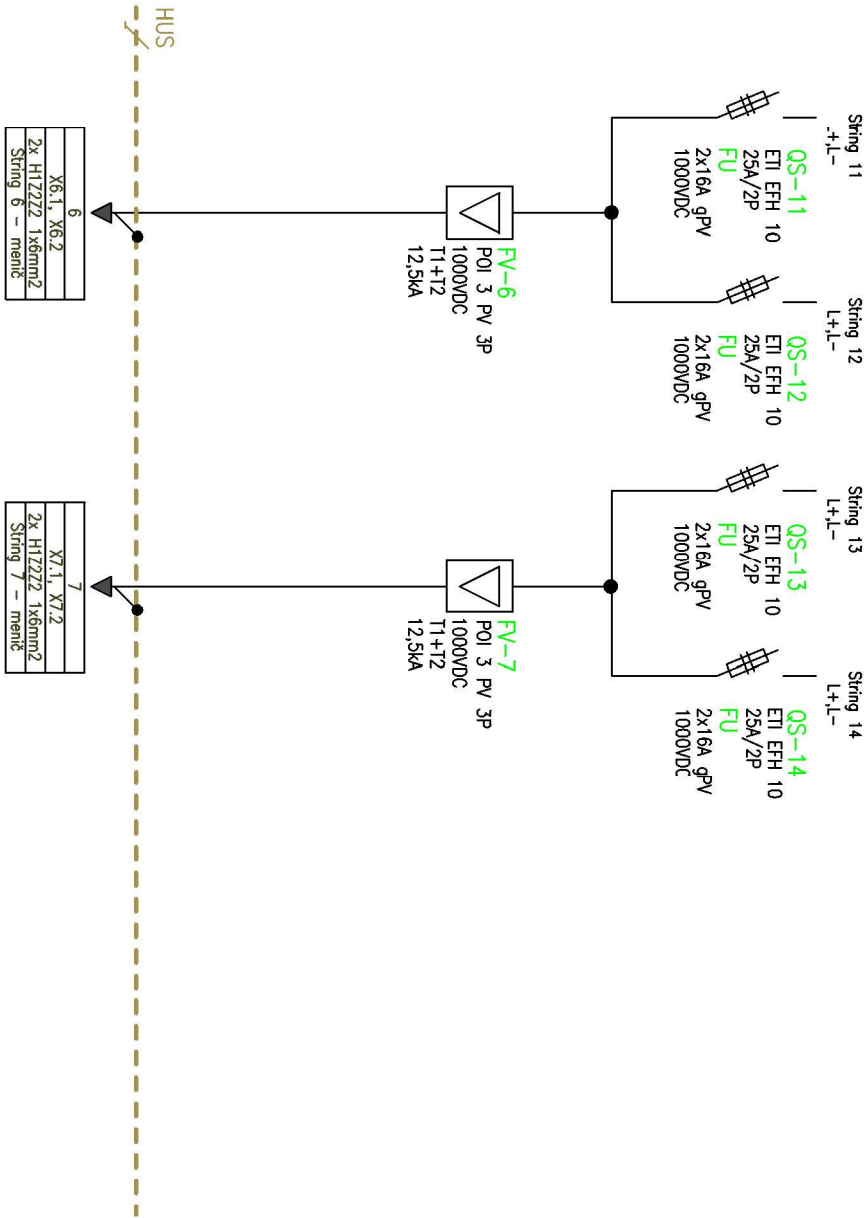 String 11
-+,L-
QS-11
ETI EFH 10
25A/2P
FU
2x16A gPV
1000VDC
String 12
L+,L-
QS-12
ETI EFH 10
25A/2P
FU
2x16A gPV
1000VDC
String 13
L+,L-
QS-13
ETI EFH 10
25A/2P
FU
2x16A gPV
1000VDC
String 14
L+,L-
QS-14
ETI EFH 10
25A/2P
FU
2x16A gPV
1000VDC
FV-6
POI 3 PV 3P
1000VDC
T1+T2
12,5kA
FV-7
POI 3 PV 3P
1000VDC
T1+T2
12,5kA
HUS
6
X6.1, X6.2
2x H1Z2Z2 1x6mm2
String 6 - menič
7
X7.1, X7.2
2x H1Z2Z2 1x6mm2
String 7 - menič